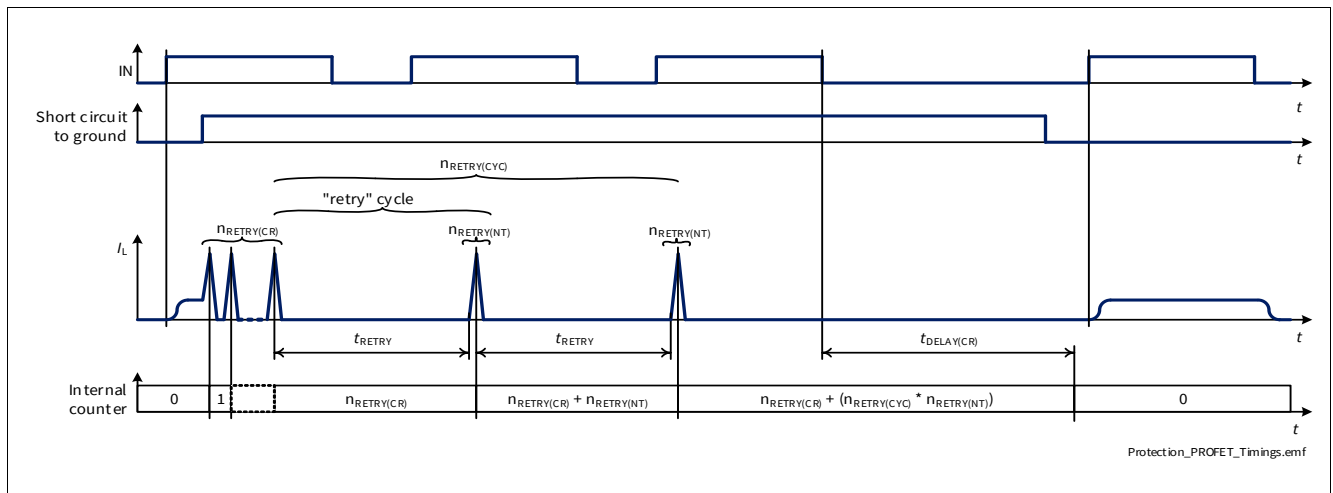 IN
t
Short circuit
to ground
t
nRETRY(CYC)
"retry" cycle
nRETRY(CR)
nRETRY(NT)
nRETRY(NT)
IL
t
tRETRY
tRETRY
tDELAY(CR)
Internal
counter
0
1
nRETRY(CR)
nRETRY(CR) + nRETRY(NT)
nRETRY(CR) + (nRETRY(CYC) * nRETRY(NT))
0
t
Protection_PROFET_Timings.emf